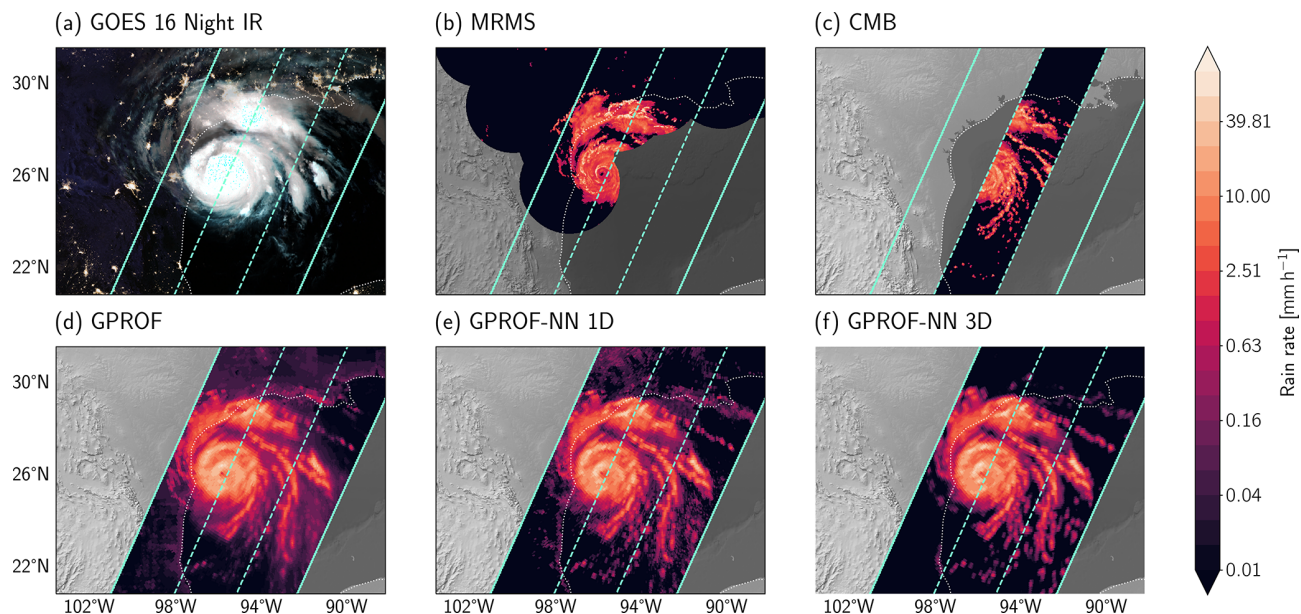 (a) GOES 16 Night IR
(b) MRMS
(c) CMB
30°N
26°N
22°N
39.81
10.00
2.51
0.63
0.16
0.04
0.01
Rain rate [mm h⁻¹]
(d) GPROF
(e) GPROF-NN 1D
(f) GPROF-NN 3D
30°N
26°N
22°N
102°W 98°W 94°W 90°W
102°W 98°W 94°W 90°W
102°W 98°W 94°W 90°W